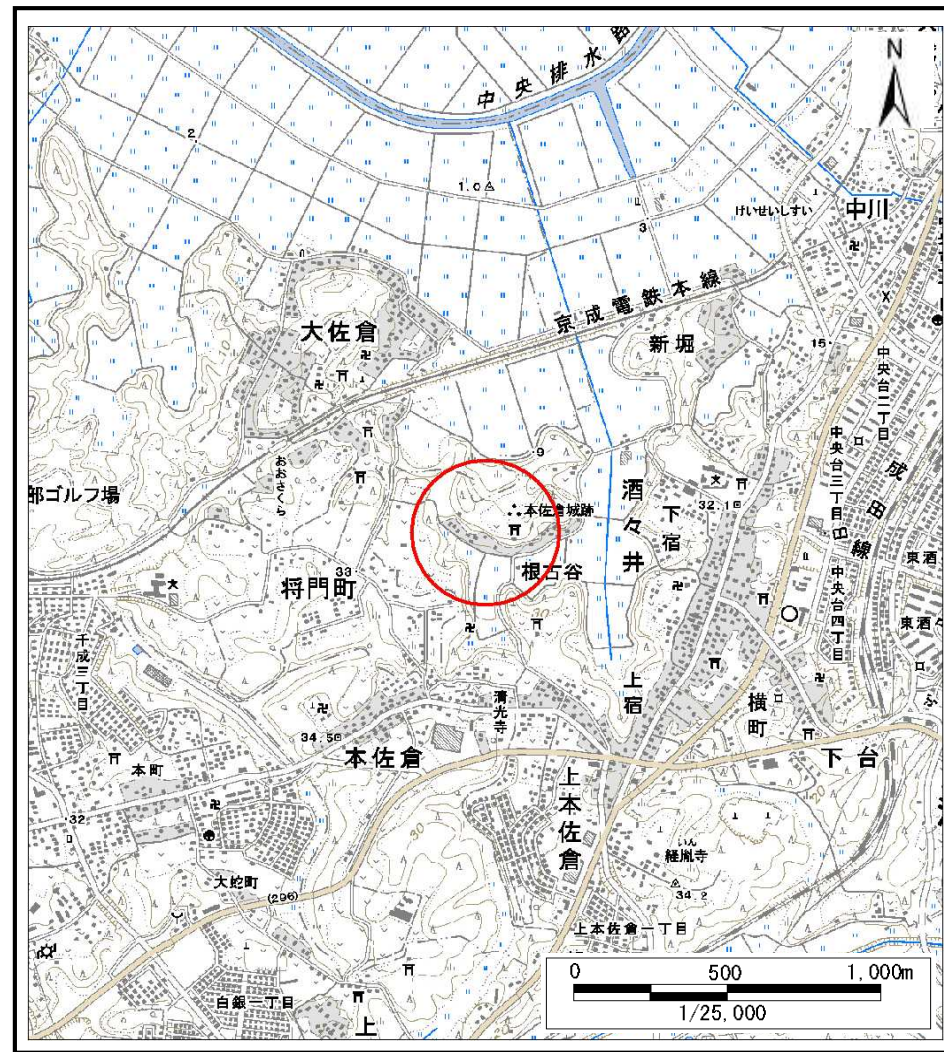 中央排水路
N
2
1.0
3
けいせいしすい
中川
京成電鉄本線
大佐倉
新堀
15
中央台二丁目
おおさくら
9
本佐倉城跡
酒々井
下宿
32.1
中央台三丁目
成田線
部ゴルフ場
根古谷
33
将門町
中央台四丁目
東酒
東酒々
千成三丁目
上宿
清光寺
横町
34.5
本佐倉
下台
本町
上本佐倉
20
32
30
いん
経胤寺
大蛇町
(296)
34.2
上本佐倉一丁目
白銀一丁目
上
0 500 1,000m
1/25,000